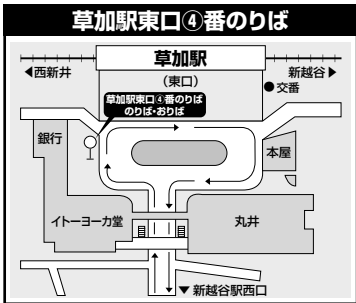 草加駅東口④番のりば
草加駅
◀西新井
(東口)
新越谷▶
●交番
草加駅東口④番のりば
のりば・おりば
銀行
本屋
イトーヨーカ堂
丸井
▼新越谷駅西口